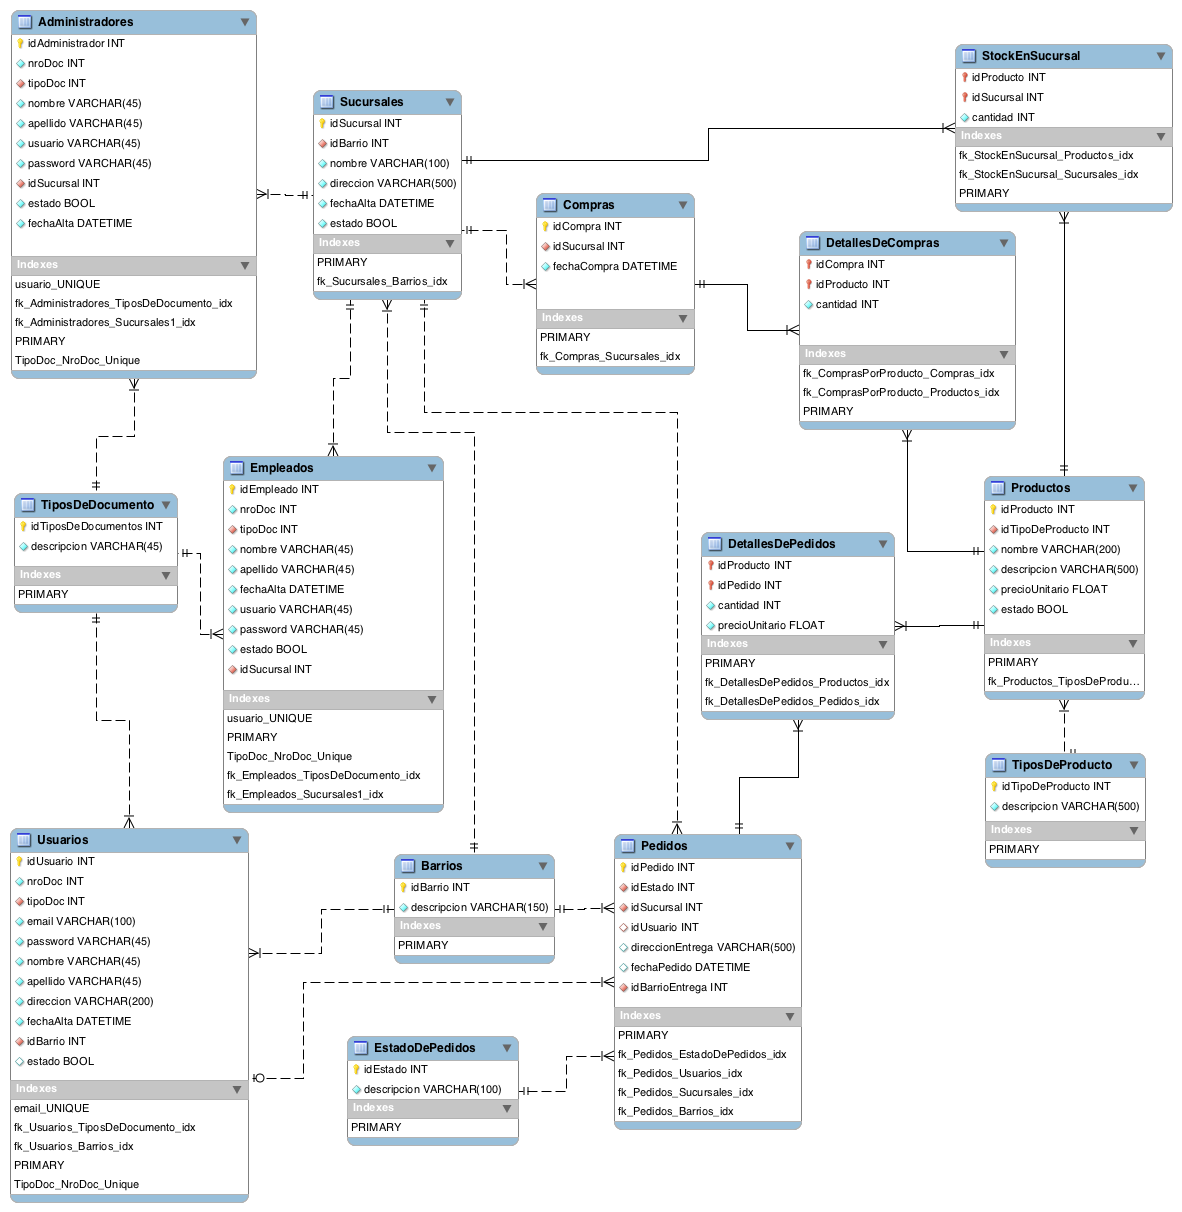 Administradores
idAdministrador INT
nroDoc INT
tipoDoc INT
nombre VARCHAR(45)
apellido VARCHAR(45)
usuario VARCHAR(45)
password VARCHAR(45)
idSucursal INT
estado BOOL
fechaAlta DATETIME
Indexes
usuario_UNIQUE
fk_Administradores_TiposDeDocumento_idx
fk_Administradores_Sucursales1_idx
PRIMARY
TipoDoc_NroDoc_Unique
Sucursales
idSucursal INT
idBarrio INT
nombre VARCHAR(100)
direccion VARCHAR(500)
fechaAlta DATETIME
estado BOOL
Indexes
PRIMARY
fk_Sucursales_Barrios_idx
StockEnSucursal
idProducto INT
idSucursal INT
cantidad INT
Indexes
fk_StockEnSucursal_Productos_idx
fk_StockEnSucursal_Sucursales_idx
PRIMARY
Compras
idCompra INT
idSucursal INT
fechaCompra DATETIME
Indexes
PRIMARY
fk_Compras_Sucursales_idx
DetallesDeCompras
idCompra INT
idProducto INT
cantidad INT
Indexes
fk_ComprasPorProducto_Compras_idx
fk_ComprasPorProducto_Productos_idx
PRIMARY
TiposDeDocumento
idTiposDeDocumentos INT
descripcion VARCHAR(45)
Indexes
PRIMARY
Empleados
idEmpleado INT
nroDoc INT
tipoDoc INT
nombre VARCHAR(45)
apellido VARCHAR(45)
fechaAlta DATETIME
usuario VARCHAR(45)
password VARCHAR(45)
estado BOOL
idSucursal INT
Indexes
usuario_UNIQUE
PRIMARY
TipoDoc_NroDoc_Unique
fk_Empleados_TiposDeDocumento_idx
fk_Empleados_Sucursales1_idx
DetallesDePedidos
idProducto INT
idPedido INT
cantidad INT
precioUnitario FLOAT
Indexes
PRIMARY
fk_DetallesDePedidos_Productos_idx
fk_DetallesDePedidos_Pedidos_idx
Productos
idProducto INT
idTipoDeProducto INT
nombre VARCHAR(200)
descripcion VARCHAR(500)
precioUnitario FLOAT
estado BOOL
Indexes
PRIMARY
fk_Productos_TiposDeProdu...
TiposDeProducto
idTipoDeProducto INT
descripcion VARCHAR(500)
Indexes
PRIMARY
Usuarios
idUsuario INT
nroDoc INT
tipoDoc INT
email VARCHAR(100)
password VARCHAR(45)
nombre VARCHAR(45)
apellido VARCHAR(45)
direccion VARCHAR(200)
fechaAlta DATETIME
idBarrio INT
estado BOOL
Indexes
email_UNIQUE
fk_Usuarios_TiposDeDocumento_idx
fk_Usuarios_Barrios_idx
PRIMARY
TipoDoc_NroDoc_Unique
Barrios
idBarrio INT
descripcion VARCHAR(150)
Indexes
PRIMARY
Pedidos
idPedido INT
idEstado INT
idSucursal INT
idUsuario INT
direccionEntrega VARCHAR(500)
fechaPedido DATETIME
idBarrioEntrega INT
Indexes
PRIMARY
fk_Pedidos_EstadoDePedidos_idx
fk_Pedidos_Usuarios_idx
fk_Pedidos_Sucursales_idx
fk_Pedidos_Barrios_idx
EstadoDePedidos
idEstado INT
descripcion VARCHAR(100)
Indexes
PRIMARY